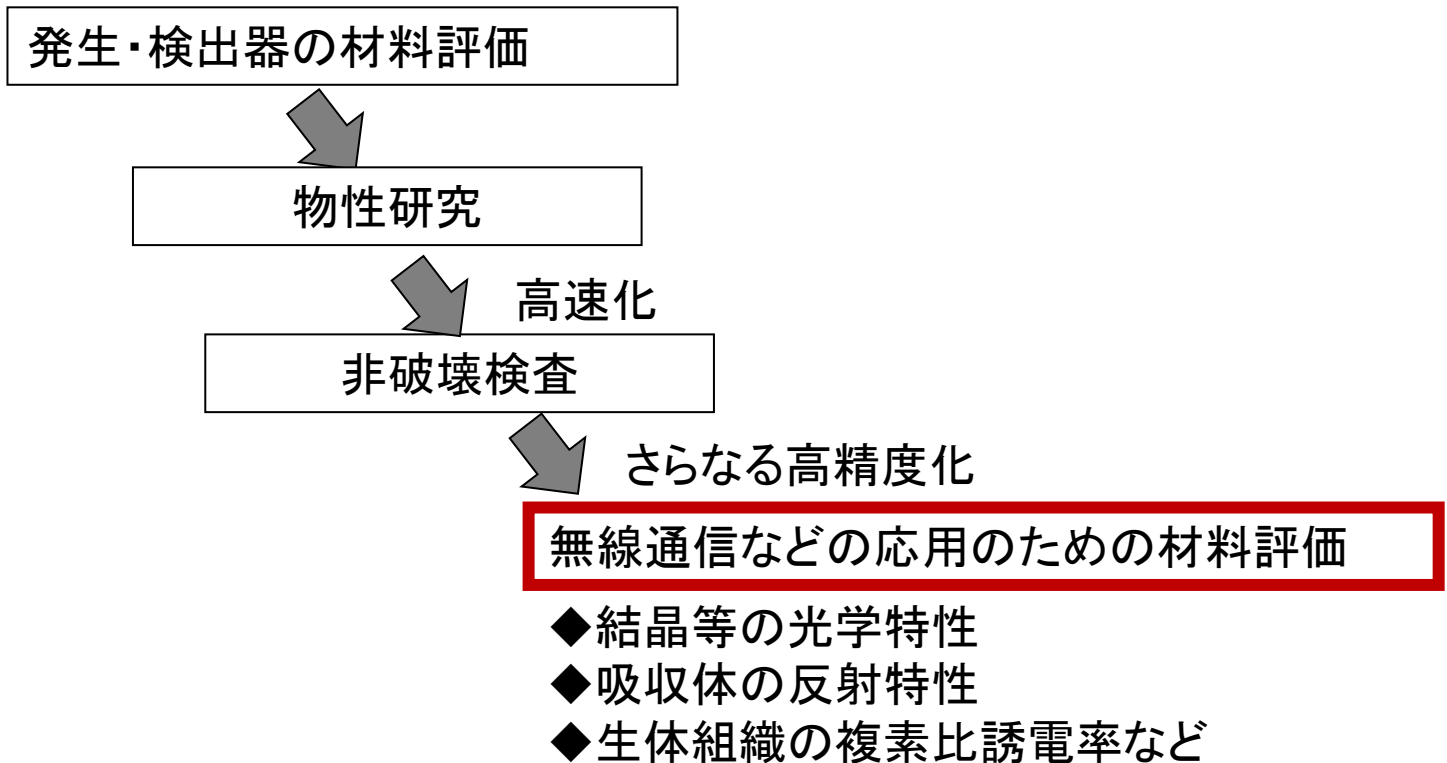 発生・検出器の材料評価
物性研究
高速化
非破壊検査
さらなる高精度化
無線通信などの応用のための材料評価
◆結晶等の光学特性
◆吸収体の反射特性
◆生体組織の複素比誘電率など